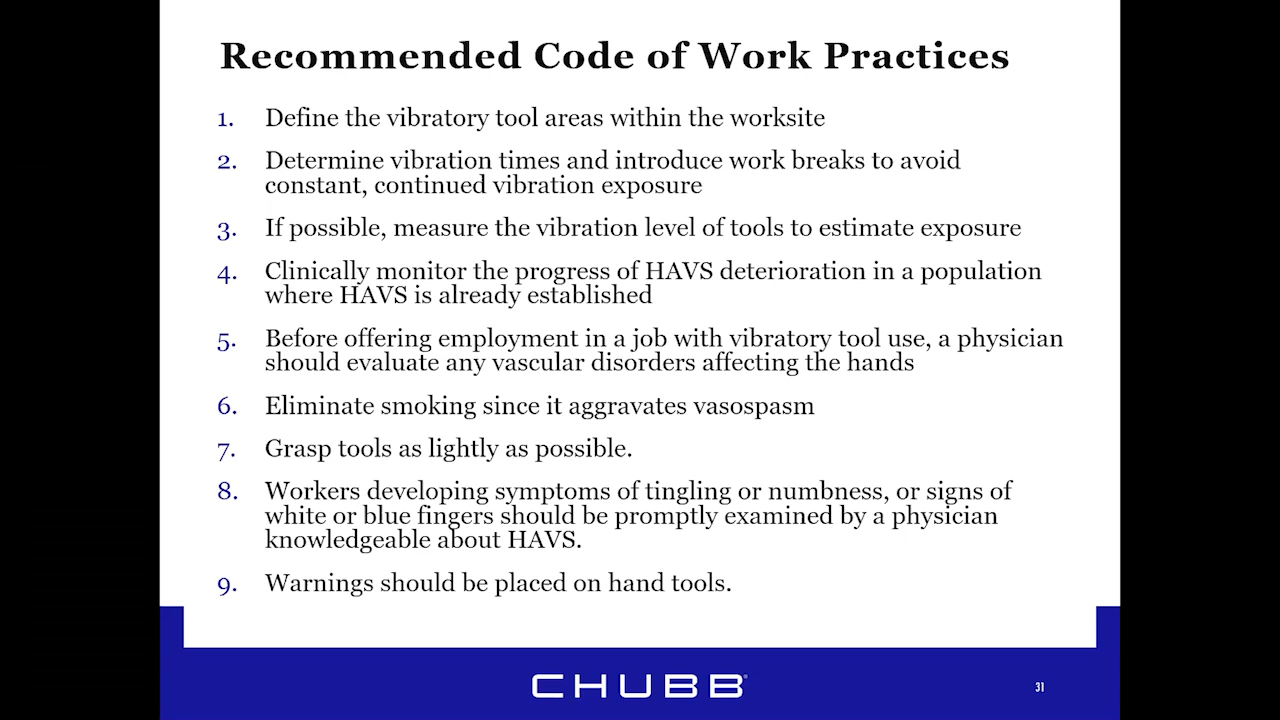 Recommended Code of Work Practices
1. Define the vibratory tool areas within the worksite
2. Determine vibration times and introduce work breaks to avoid
constant, continued vibration exposure
3. If possible, measure the vibration level of tools to estimate exposure
4. Clinically monitor the progress of HAVS deterioration in a population
where HAVS is already established
5. Before offering employment in a job with vibratory tool use, a physician
should evaluate any vascular disorders affecting the hands
6. Eliminate smoking since it aggravates vasospasm
7. Grasp tools as lightly as possible.
8. Workers developing symptoms of tingling or numbness, or signs of
white or blue fingers should be promptly examined by a physician
knowledgeable about HAVS.
9. Warnings should be placed on hand tools.
CHUBB®
31